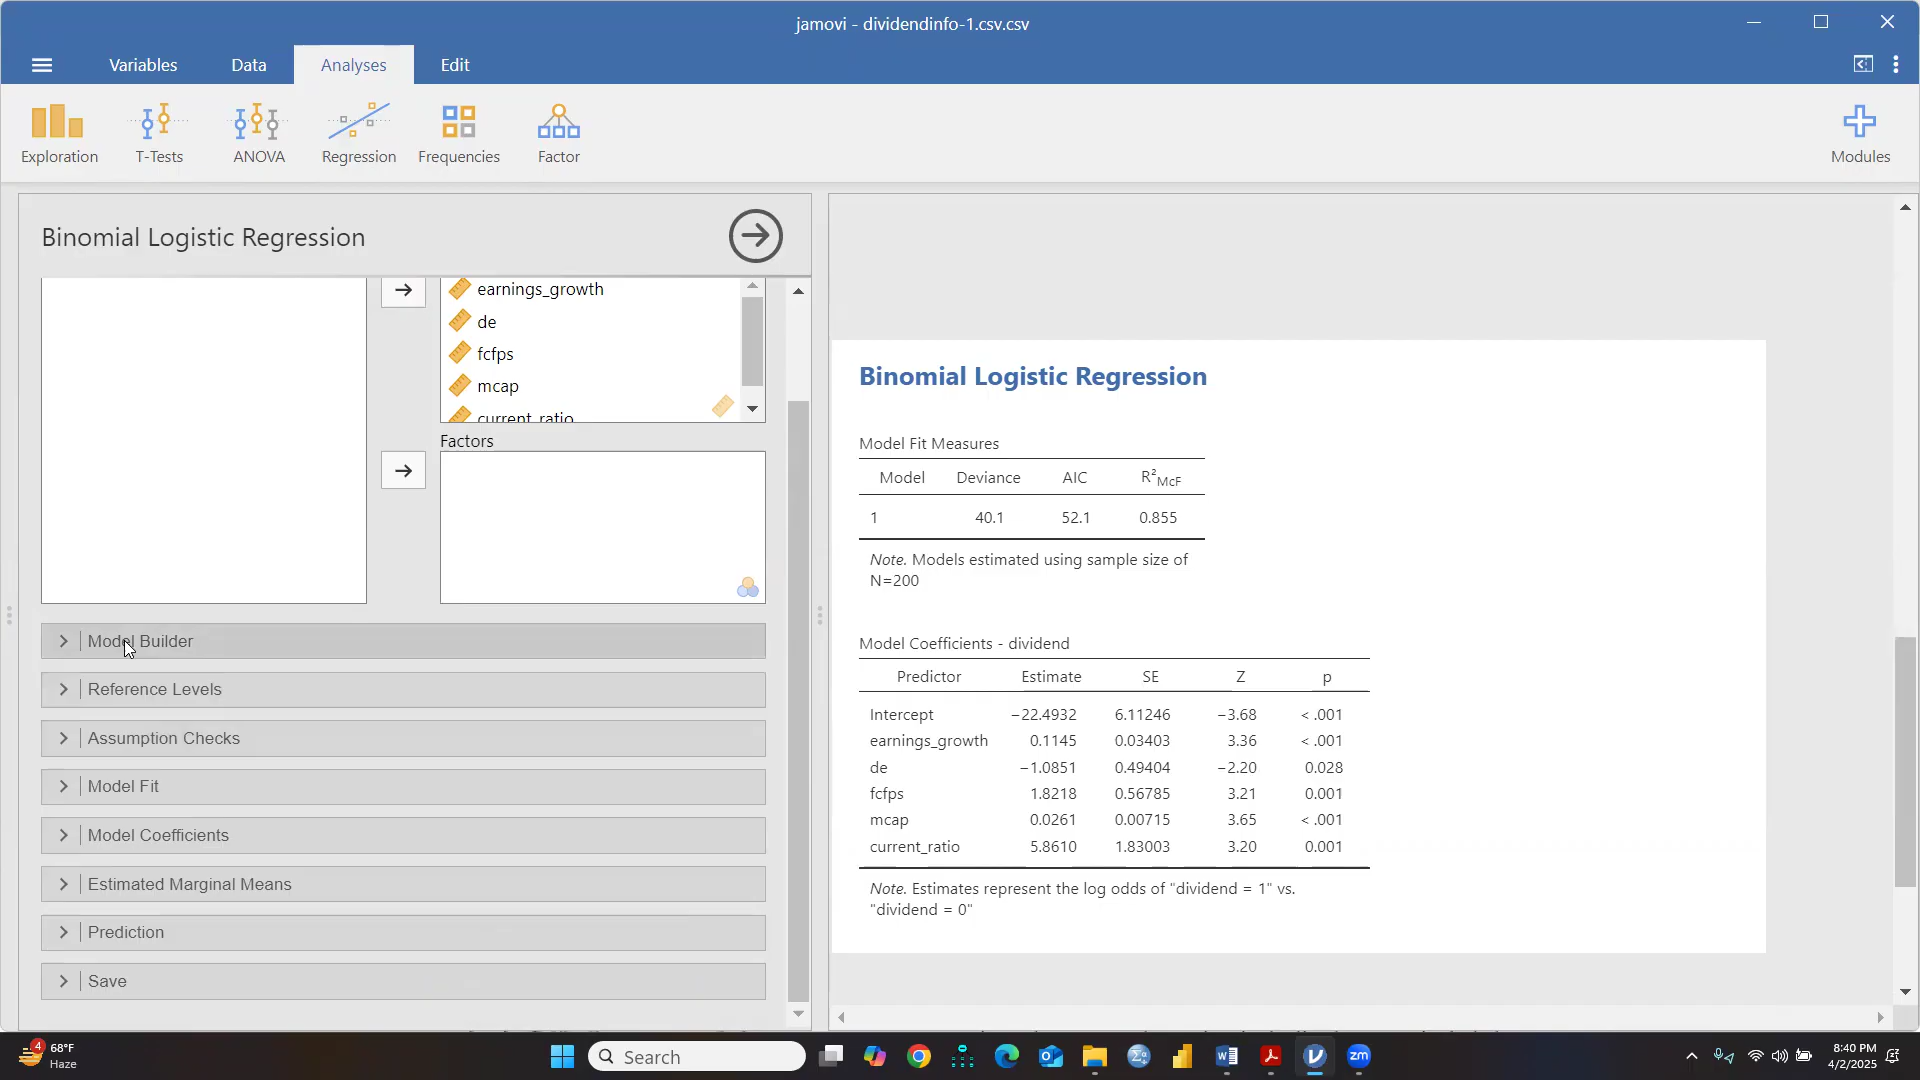 jamovi - dividendinfo-1.csv.csv
Variables
Data
Analyses
Edit
Exploration
T-Tests
ANOVA
Regression
Frequencies
Factor
Modules
Binomial Logistic Regression
earnings_growth
de
fcfps
mcap
current_ratio
Factors
Model Builder
Reference Levels
Assumption Checks
Model Fit
Model Coefficients
Estimated Marginal Means
Prediction
Save
Binomial Logistic Regression
Model Fit Measures
Model Deviance AIC R²McF
1 40.1 52.1 0.855
Note. Models estimated using sample size of
N=200
Model Coefficients - dividend
Predictor Estimate SE Z p
Intercept −22.4932 6.11246 −3.68 < .001
earnings_growth 0.1145 0.03403 3.36 < .001
de −1.0851 0.49404 −2.20 0.028
fcfps 1.8218 0.56785 3.21 0.001
mcap 0.0261 0.00715 3.65 < .001
current_ratio 5.8610 1.83003 3.20 0.001
Note. Estimates represent the log odds of "dividend = 1" vs.
"dividend = 0"
4
68°F
Haze
Search
zm
8:40 PM
4/2/2025